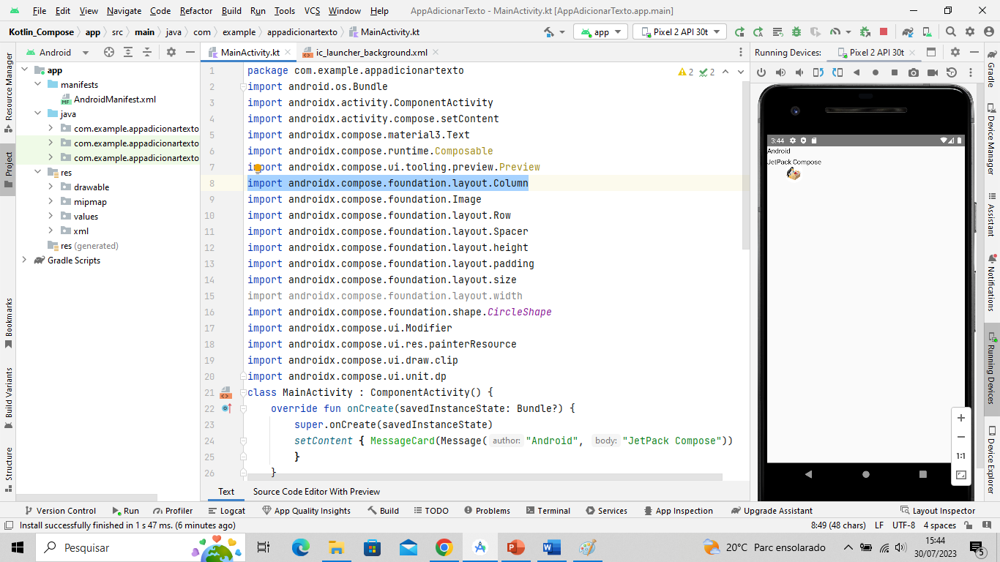 File Edit View Navigate Code Refactor Build Run Tools VCS Window Help AppAdicionarTexto - MainActivity.kt [AppAdicionarTexto.app.main]
Kotlin_Compose app src main java com example appadicionartexto MainActivity.kt app Pixel 2 API 30t
Android MainActivity.kt ic_launcher_background.xml Running Devices: Pixel 2 API 30t
Resource Manager
Project
Bookmarks
Build Variants
Structure
app
manifests
AndroidManifest.xml
java
com.example.appadicionartexto
com.example.appadicionartexto
com.example.appadicionartexto
res
drawable
mipmap
values
xml
res (generated)
Gradle Scripts
2 2
1 package com.example.appadicionartexto
2 import android.os.Bundle
3 import androidx.activity.ComponentActivity
4 import androidx.activity.compose.setContent
5 import androidx.compose.material3.Text
6 import androidx.compose.runtime.Composable
7 import androidx.compose.ui.tooling.preview.Preview
8 import androidx.compose.foundation.layout.Column
9 import androidx.compose.foundation.Image
10 import androidx.compose.foundation.layout.Row
11 import androidx.compose.foundation.layout.Spacer
12 import androidx.compose.foundation.layout.height
13 import androidx.compose.foundation.layout.padding
14 import androidx.compose.foundation.layout.size
15 import androidx.compose.foundation.layout.width
16 import androidx.compose.foundation.shape.CircleShape
17 import androidx.compose.ui.Modifier
18 import androidx.compose.ui.res.painterResource
19 import androidx.compose.ui.draw.clip
20 import androidx.compose.ui.unit.dp
21 class MainActivity : ComponentActivity() {
22 override fun onCreate(savedInstanceState: Bundle?) {
23 super.onCreate(savedInstanceState)
24 setContent { MessageCard(Message( author: "Android", body: "JetPack Compose"))
25 }
26 }
3:44
Android
JetPack Compose
1:1
Gradle
Device Manager
Assistant
Notifications
Running Devices
Device Explorer
Text Source Code Editor With Preview
Version Control Run Profiler Logcat App Quality Insights Build TODO Problems Terminal Services App Inspection Upgrade Assistant Layout Inspector
Install successfully finished in 1 s 47 ms. (6 minutes ago) 8:49 (48 chars) LF UTF-8 4 spaces
Pesquisar 20°C Parc ensolarado 15:44
30/07/2023 5